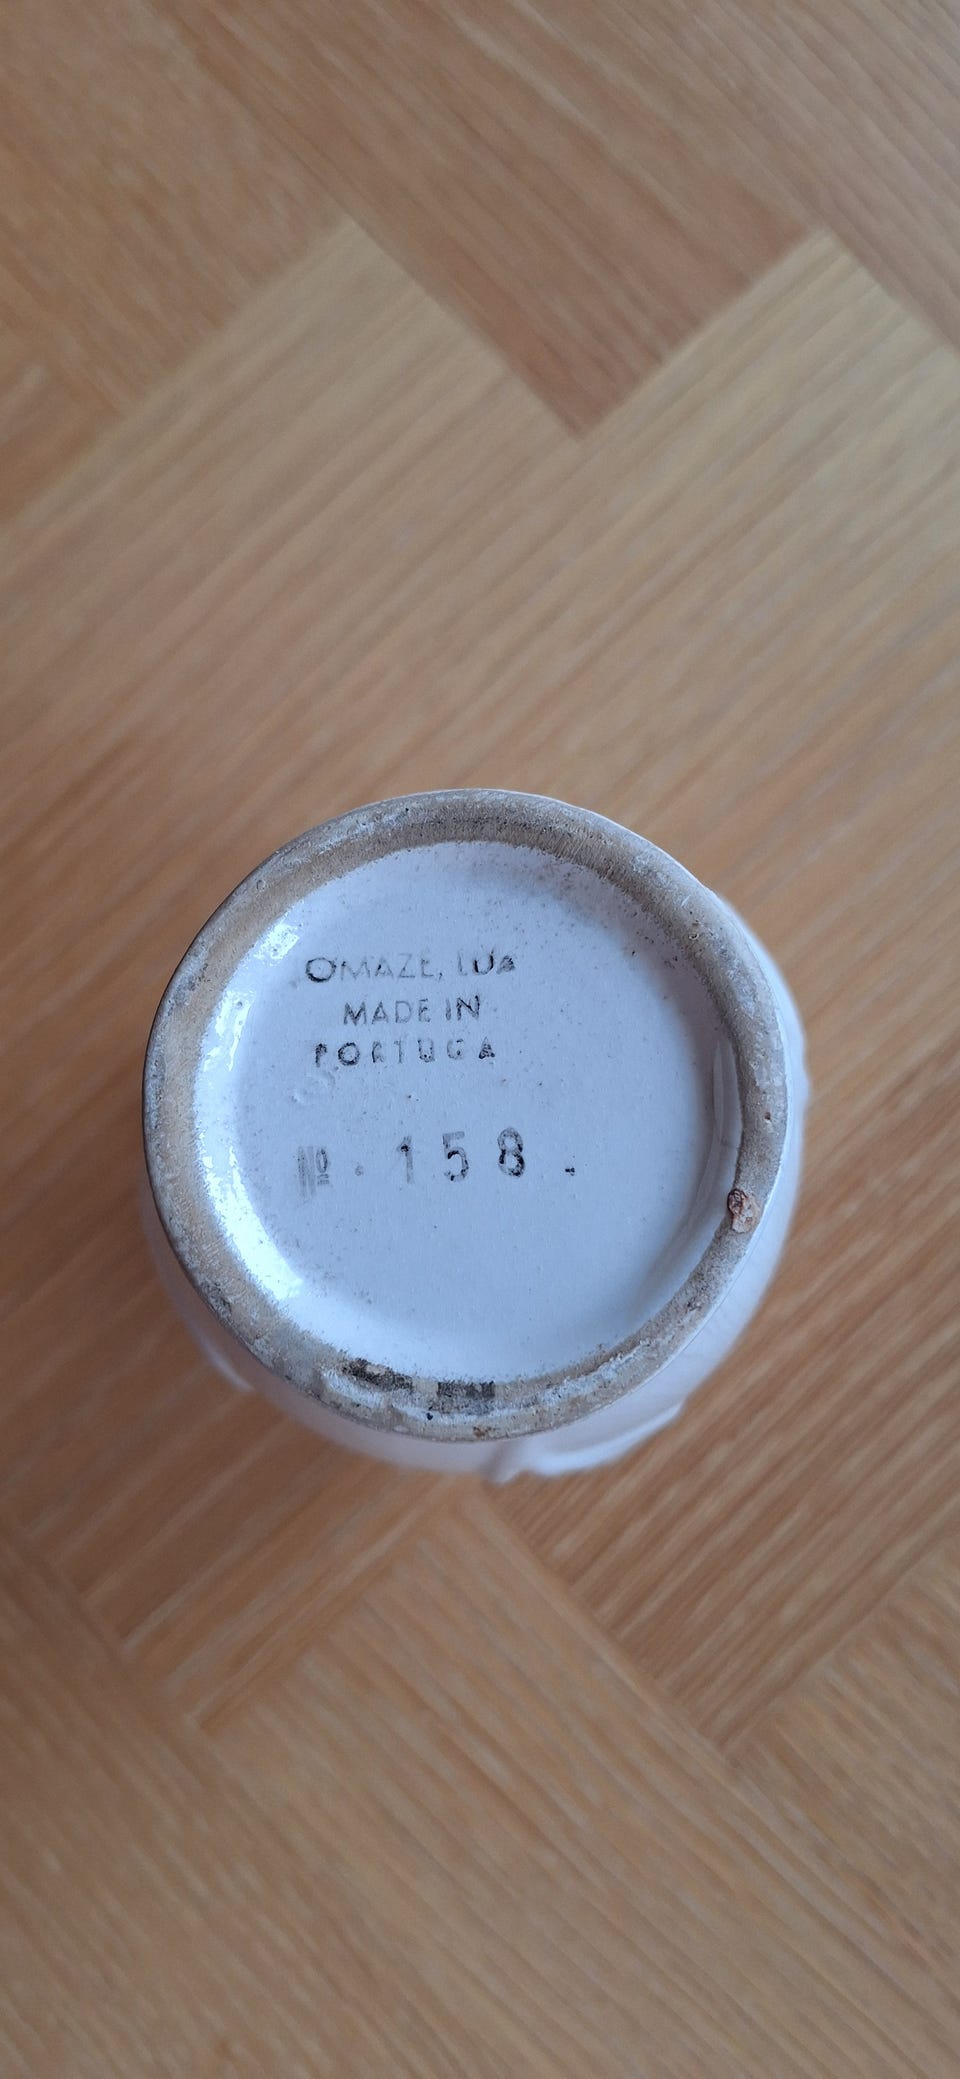 OMAZE, LDA
MADE IN
PORTUGA
№ . 158 .